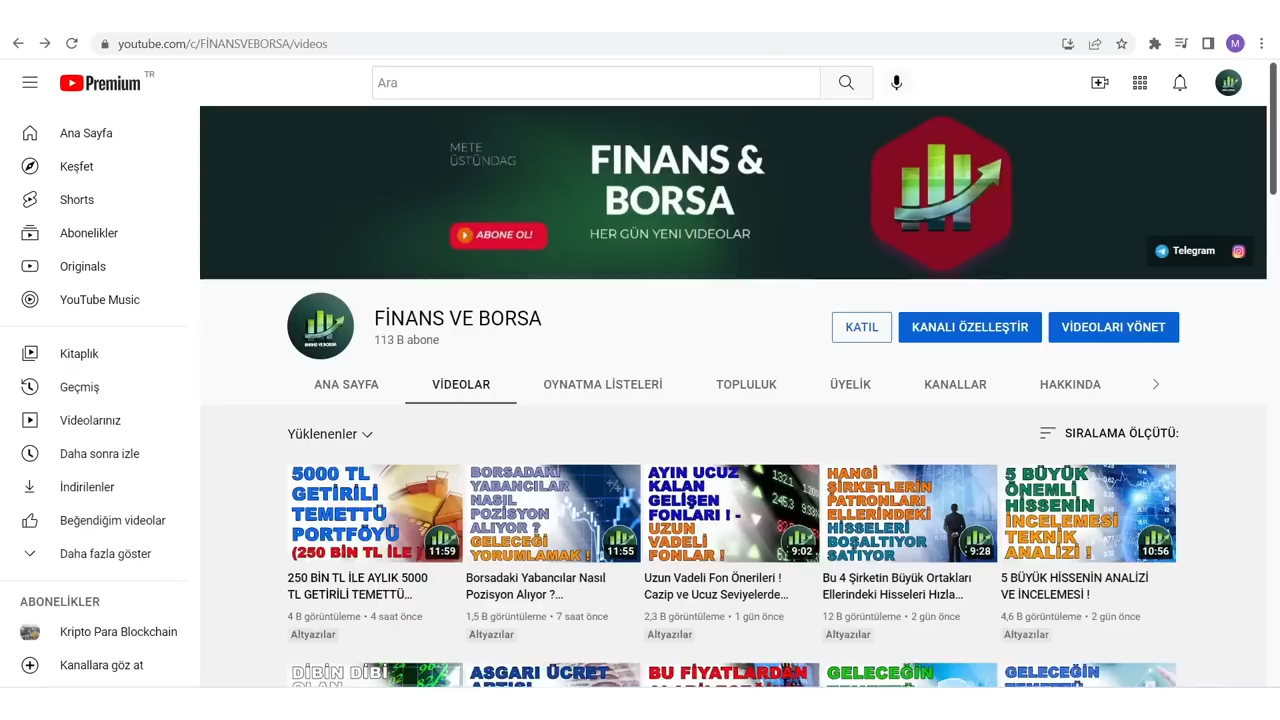 youtube.com/c/FİNANSVEBORSA/videos
M
Premium TR
Ara
Ana Sayfa
Keşfet
Shorts
Abonelikler
Originals
YouTube Music
Kitaplık
Geçmiş
Videolarınız
Daha sonra izle
İndirilenler
Beğendiğim videolar
Daha fazla göster
ABONELİKLER
Kripto Para Blockchain
Kanallara göz at
METE
ÜSTÜNDAG
FINANS &
BORSA
HER GÜN YENI VIDEOLAR
ABONE OL!
Telegram
FİNANS VE BORSA
113 B abone
KATIL
KANALI ÖZELLEŞTİR
VİDEOLARI YÖNET
ANA SAYFA
VİDEOLAR
OYNATMA LİSTELERİ
TOPLULUK
ÜYELİK
KANALLAR
HAKKINDA
Yüklenenler
SIRALAMA ÖLÇÜTÜ:
5000 TL
GETİRİLİ
TEMETTÜ
PORTFÖYÜ
(250 BİN TL İLE )
11:59
250 BİN TL İLE AYLIK 5000
TL GETİRİLİ TEMETTÜ…
4 B görüntüleme • 4 saat önce
Altyazılar
BORSADAKİ
YABANCILAR
NASIL
POZİSYON
ALIYOR ?
GELECEĞİ
YORUMLAMAK !
11:55
Borsadaki Yabancılar Nasıl
Pozisyon Alıyor ?…
1,5 B görüntüleme • 7 saat önce
Altyazılar
AYIN UCUZ
KALAN
GELİŞEN
FONLARI ! -
UZUN
VADELİ
FONLAR !
9:02
Uzun Vadeli Fon Önerileri !
Cazip ve Ucuz Seviyelerde…
2,3 B görüntüleme • 1 gün önce
Altyazılar
HANGİ
ŞİRKETLERİN
PATRONLARI
ELLERİNDEKİ
HİSSELERİ
BOŞALTIYOR
SATIYOR
9:28
Bu 4 Şirketin Büyük Ortakları
Ellerindeki Hisseleri Hızla…
12 B görüntüleme • 2 gün önce
Altyazılar
5 BÜYÜK
ÖNEMLİ
HİSSENİN
İNCELEMESİ
TEKNİK
ANALİZİ !
10:56
5 BÜYÜK HİSSENİN ANALİZİ
VE İNCELEMESİ !
4,6 B görüntüleme • 2 gün önce
Altyazılar
DİBİN DİBİ
OLAN
ASGARİ ÜCRET
ARTIŞI
BU FİYATLARDAN
GELECEĞİN
TEMETTÜ
GELECEĞİN
TEMETTÜ